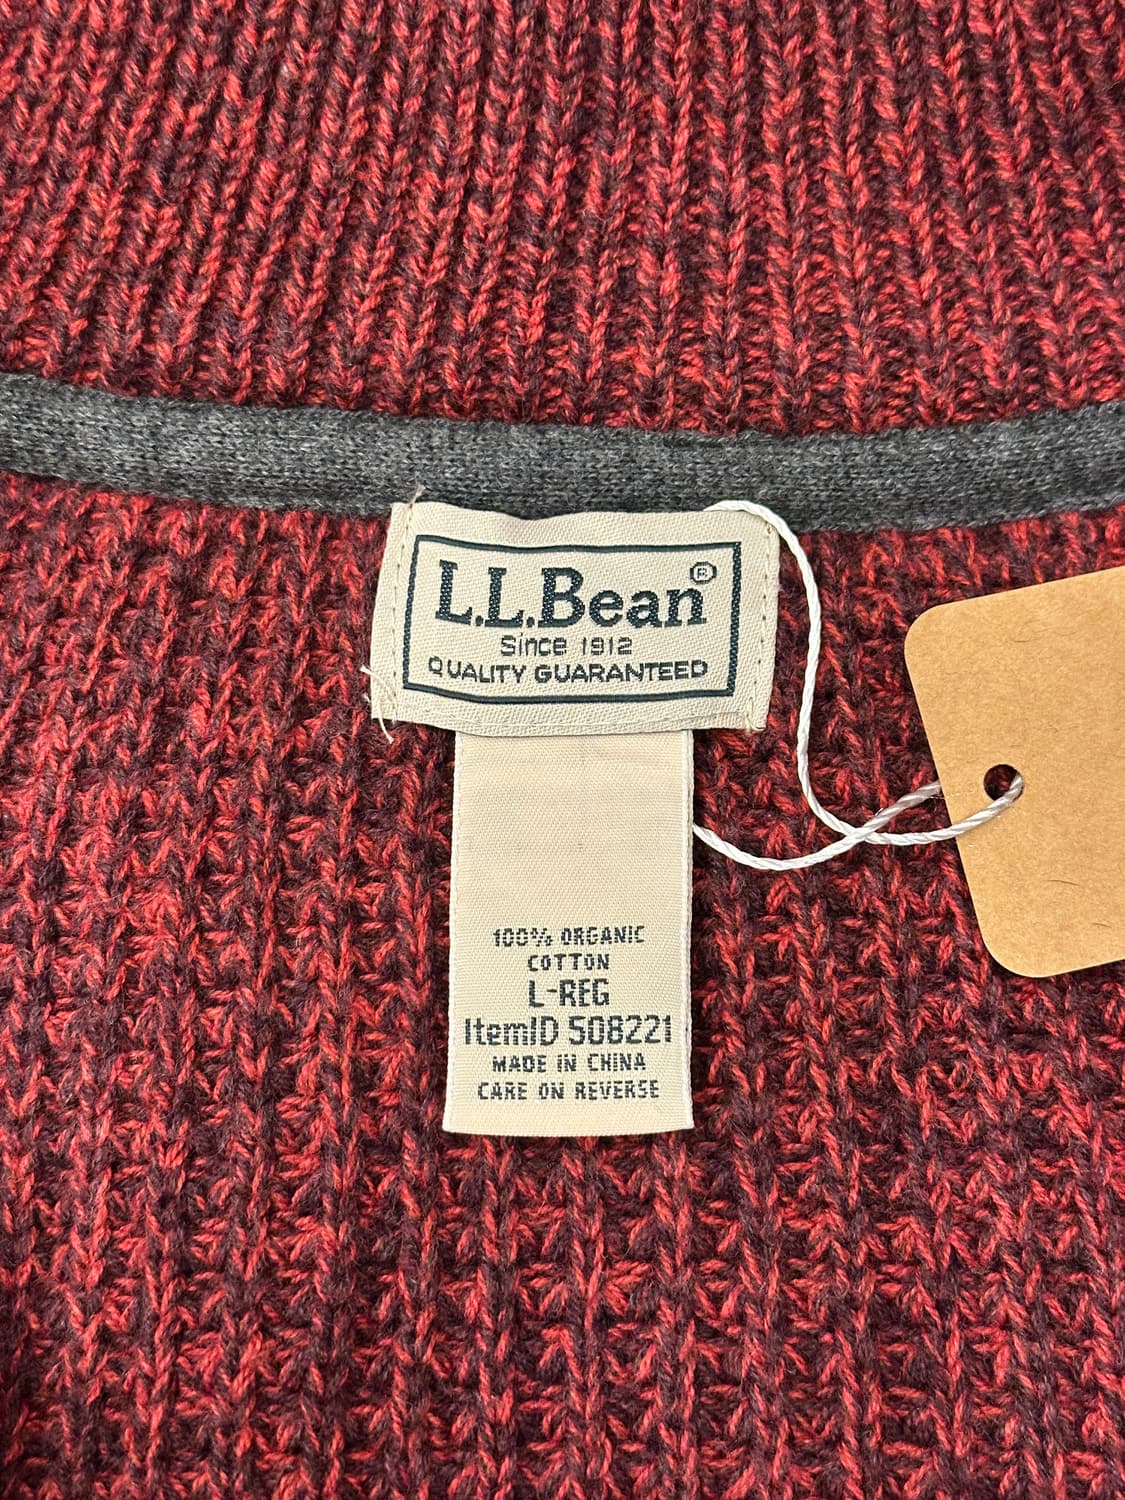 L.L.Bean®
Since 1912
QUALITY GUARANTEED
100% ORGANIC
COTTON
L-REG
ItemID 508221
MADE IN CHINA
CARE ON REVERSE